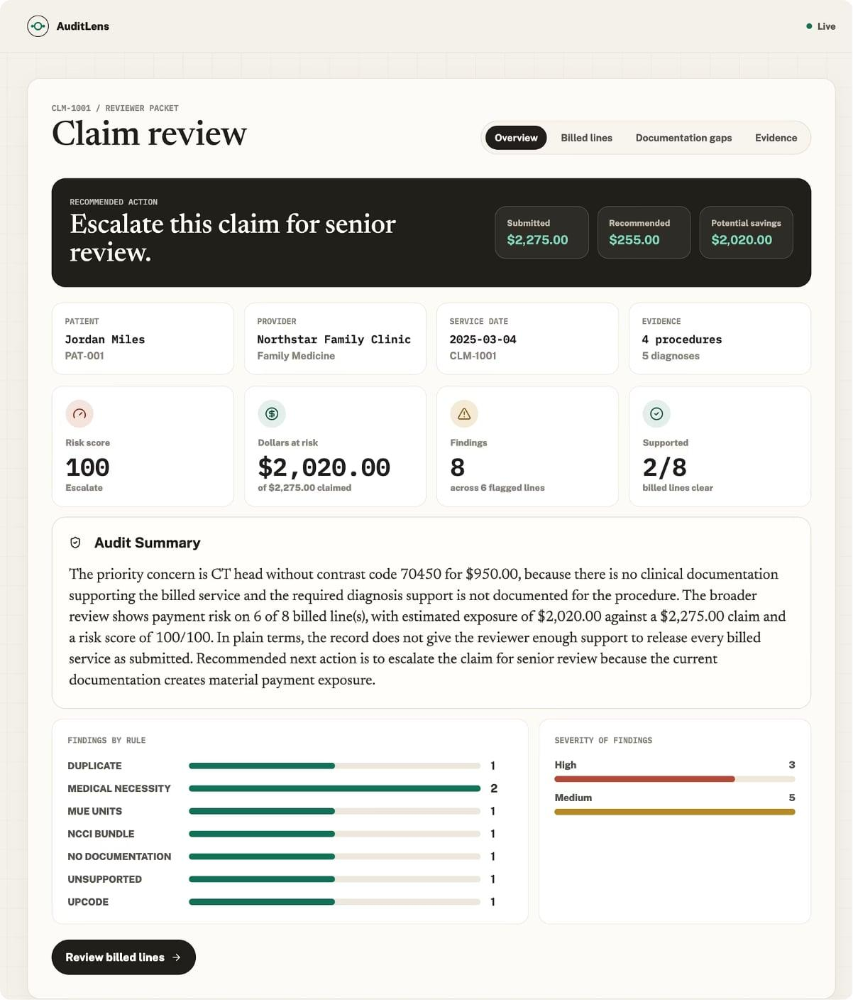 AuditLens
Live
CLM-1001 / REVIEWER PACKET
Claim review
Overview
Billed lines
Documentation gaps
Evidence
RECOMMENDED ACTION
Escalate this claim for senior
review.
Submitted
$2,275.00
Recommended
$255.00
Potential savings
$2,020.00
PATIENT
Jordan Miles
PAT-001
PROVIDER
Northstar Family Clinic
Family Medicine
SERVICE DATE
2025-03-04
CLM-1001
EVIDENCE
4 procedures
5 diagnoses
Risk score
100
Escalate
Dollars at risk
$2,020.00
of $2,275.00 claimed
Findings
8
across 6 flagged lines
Supported
2/8
billed lines clear
Audit Summary
The priority concern is CT head without contrast code 70450 for $950.00, because there is no clinical documentation
supporting the billed service and the required diagnosis support is not documented for the procedure. The broader
review shows payment risk on 6 of 8 billed line(s), with estimated exposure of $2,020.00 against a $2,275.00 claim and
a risk score of 100/100. In plain terms, the record does not give the reviewer enough support to release every billed
service as submitted. Recommended next action is to escalate the claim for senior review because the current
documentation creates material payment exposure.
FINDINGS BY RULE
DUPLICATE 1
MEDICAL NECESSITY 2
MUE UNITS 1
NCCI BUNDLE 1
NO DOCUMENTATION 1
UNSUPPORTED 1
UPCODE 1
SEVERITY OF FINDINGS
High 3
Medium 5
Review billed lines →